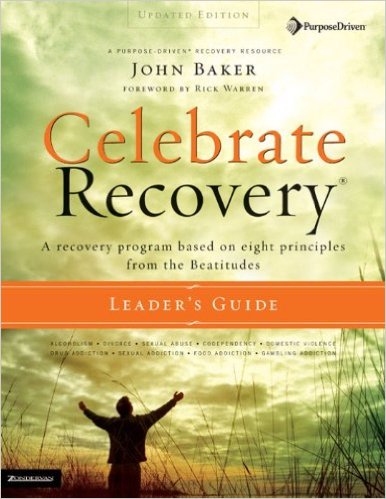 UPDATED EDITION
PurposeDriven®
A PURPOSE-DRIVEN® RECOVERY RESOURCE
JOHN BAKER
FOREWORD BY RICK WARREN
Celebrate
Recovery®
A recovery program based on eight principles
from the Beatitudes
LEADER'S GUIDE
ALCOHOLISM • DIVORCE • SEXUAL ABUSE • CODEPENDENCY • DOMESTIC VIOLENCE
DRUG ADDICTION • SEXUAL ADDICTION • FOOD ADDICTION • GAMBLING ADDICTION
ZONDERVAN